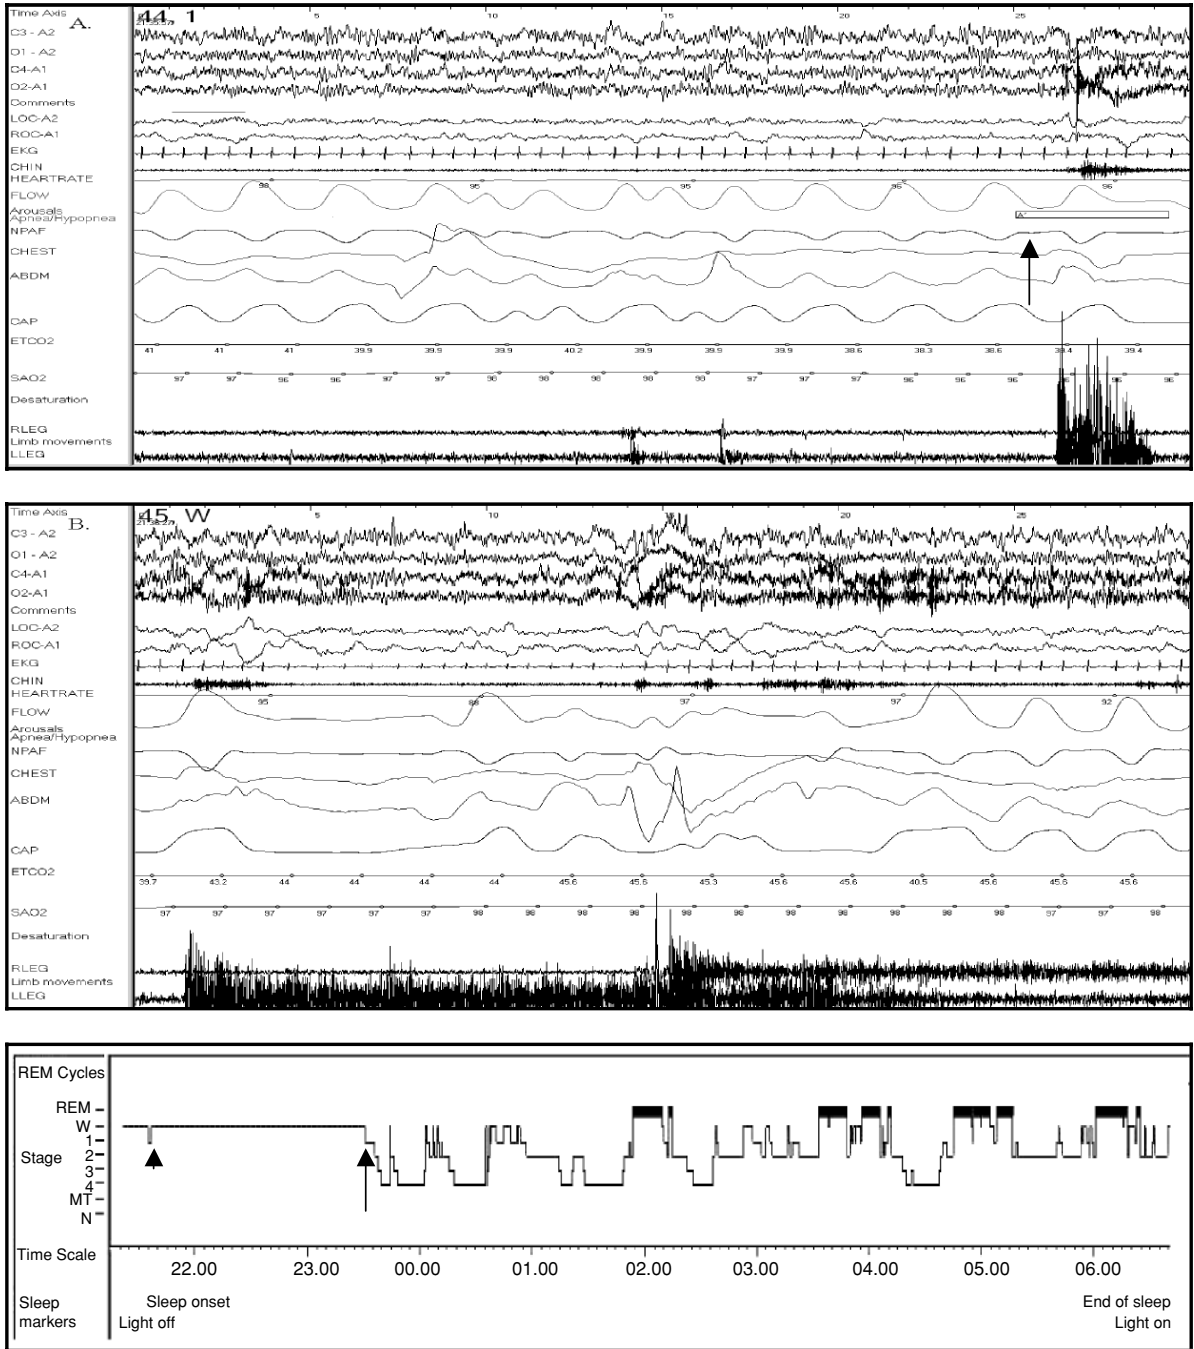 Time Axis 5 10 15 20 25
A. 44, 1
C3 - A2
O1 - A2
C4-A1
O2-A1
Comments
LOC-A2
ROC-A1
EKG
CHIN
HEARTRATE
98 95 95 96 96
FLOW
Arousals
Apnea/Hypopnea
NPAF
CHEST
ABDM
CAP
ETCO2
41 41 41 39.9 39.9 39.9 40.2 39.9 39.9 39.9 38.6 38.3 38.6 39.4 39.4
SAO2
97 97 96 96 97 97 98 98 98 98 97 97 97 97 96 96 96 96 96 96
Desaturation
RLEG
Limb movements
LLEG
Time Axis 5 10 15 20 25
B. 45, W
C3 - A2
O1 - A2
C4-A1
O2-A1
Comments
LOC-A2
ROC-A1
EKG
CHIN
HEARTRATE
95 97 97 92
FLOW
Arousals
Apnea/Hypopnea
NPAF
CHEST
ABDM
CAP
ETCO2
39.7 43.2 44 44 44 44 45.6 45.6 45.3 45.6 45.6 40.5 45.6 45.6 45.6
SAO2
97 97 97 97 97 97 98 98 98 98 98 98 98 98 98 98 98 97 97 98
Desaturation
RLEG
Limb movements
LLEG
REM Cycles
REM
W
1
Stage 2
3
4
MT
N
Time Scale
22.00 23.00 00.00 01.00 02.00 03.00 04.00 05.00 06.00
Sleep markers Sleep onset End of sleep
Light off Light on